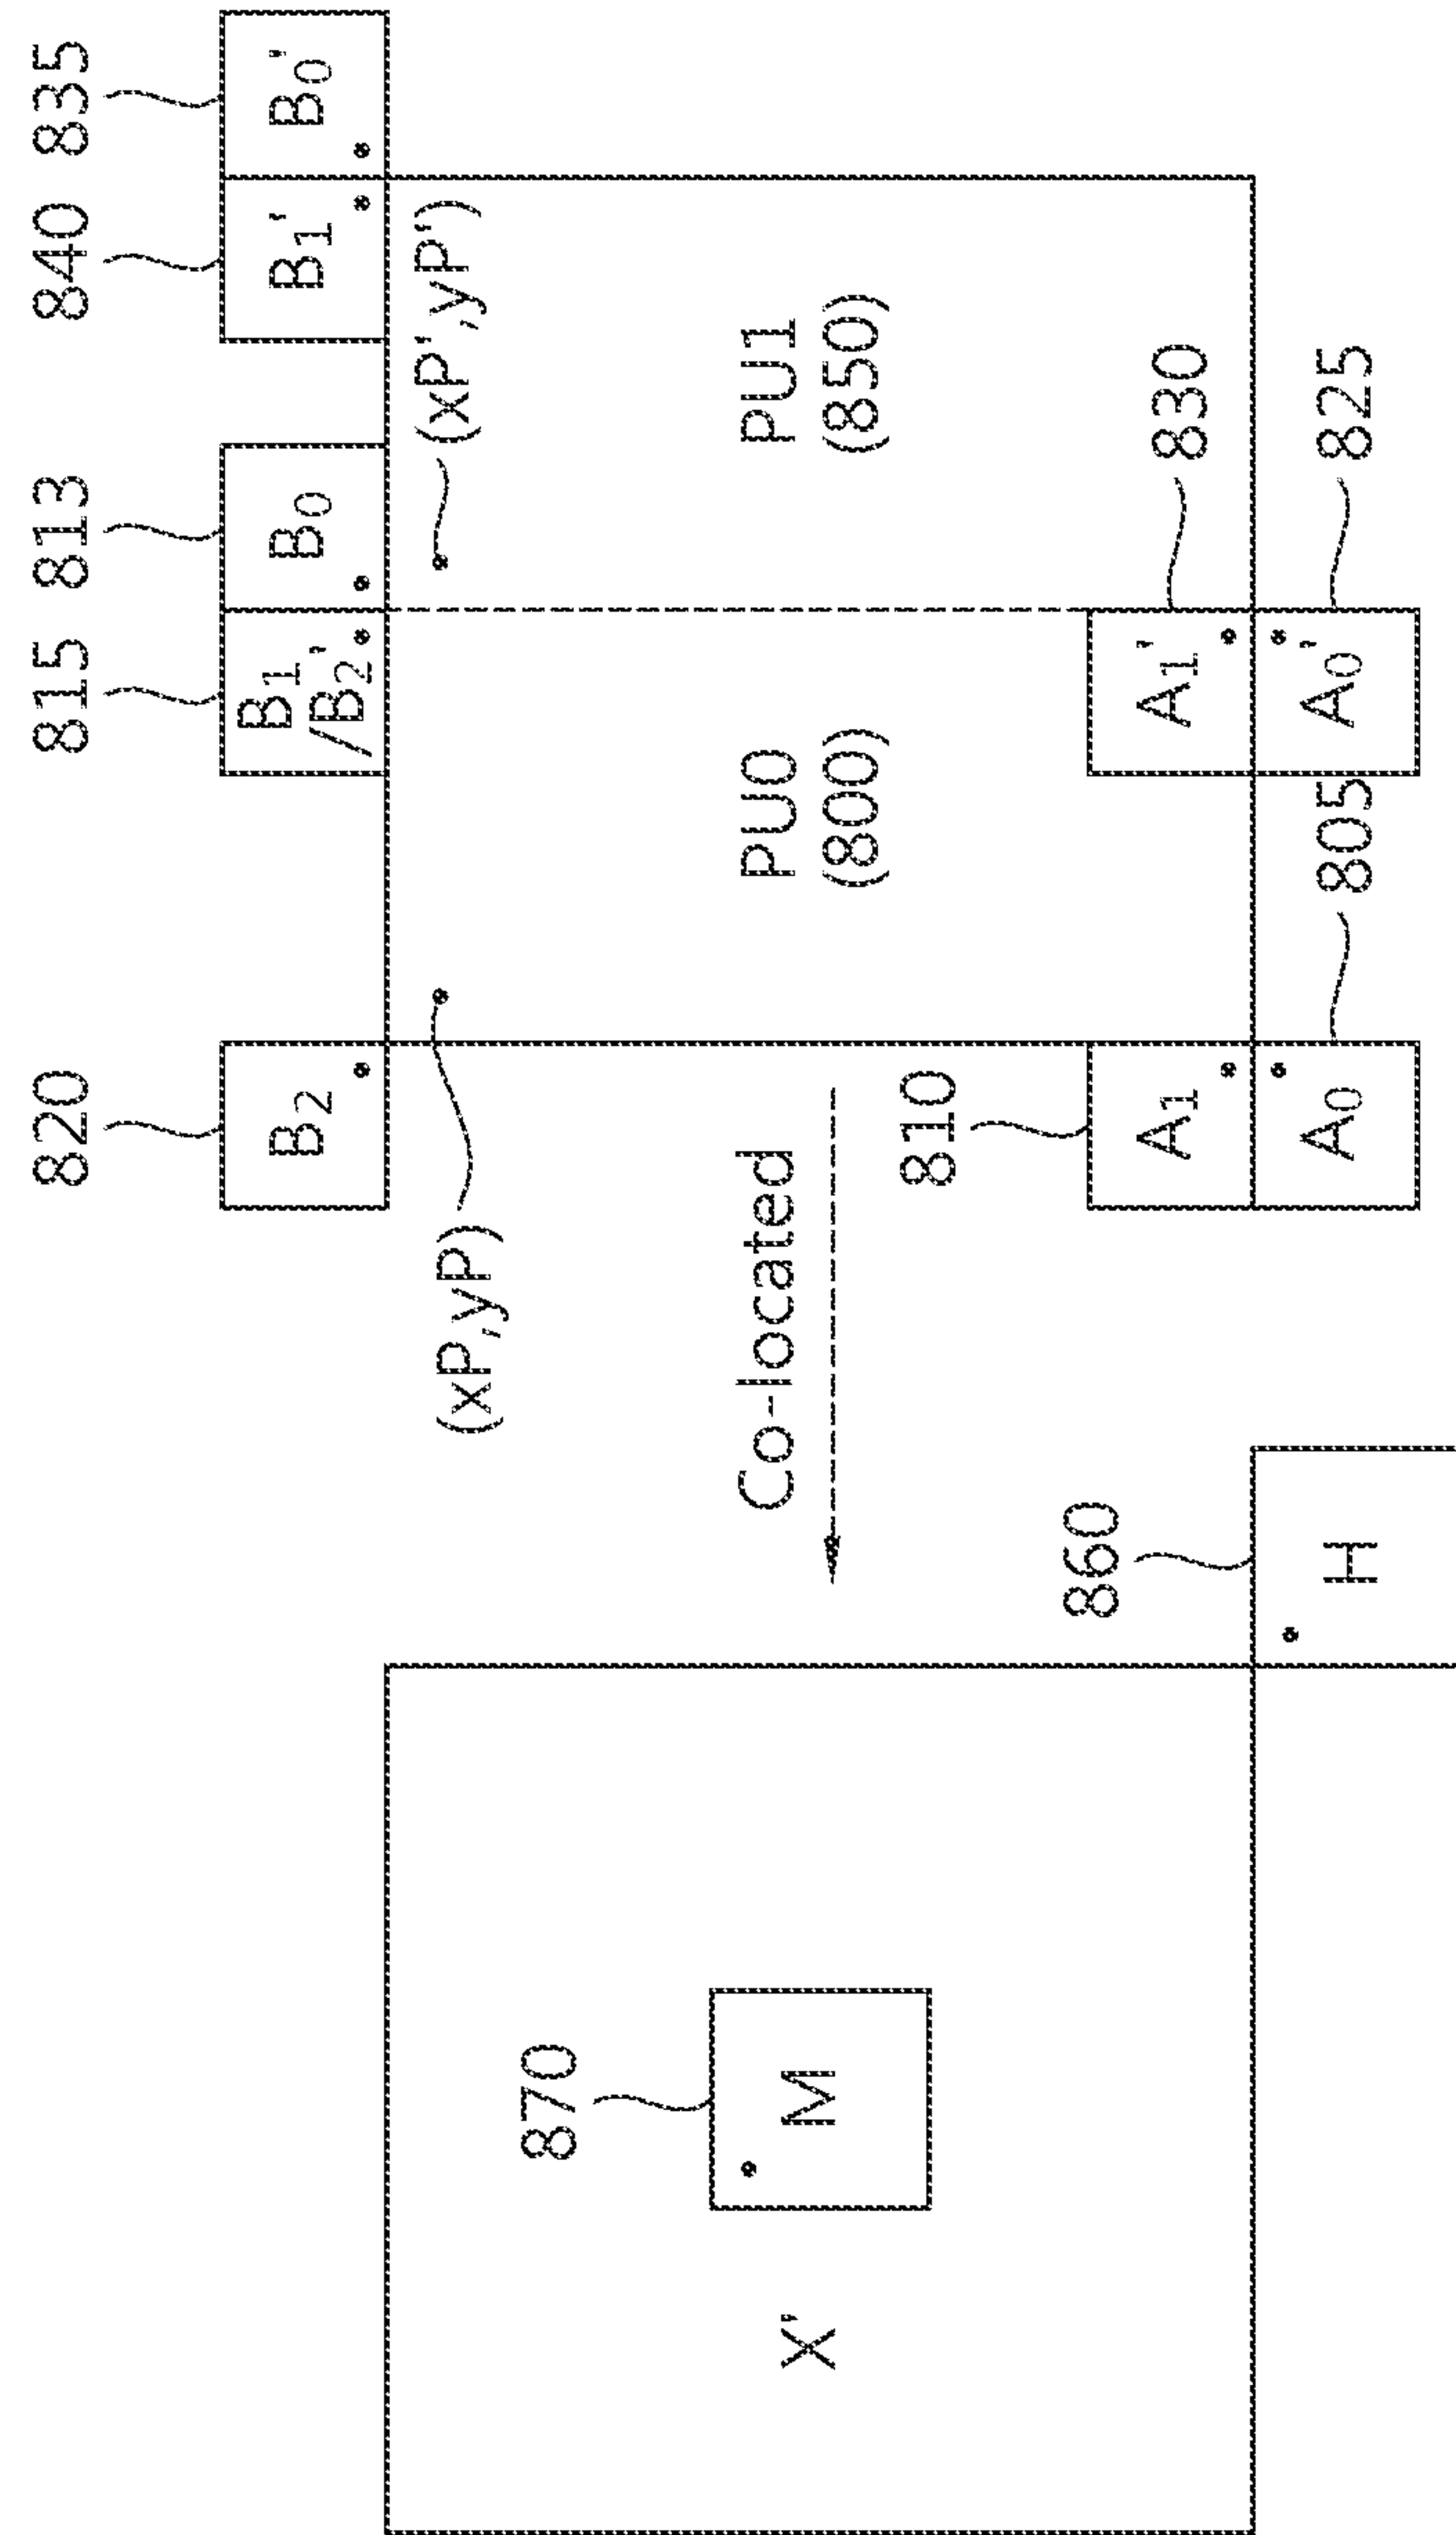 820 815 813 840 835
B₂ B₁ B₀ B₁' B₀'
/B₂'
(xP,yP) (xP',yP')
870
Co-located
PU0
(800)
PU1
(850)
X' M
810
860
A₁ A₁' 830
H A₀ 805 A₀' 825